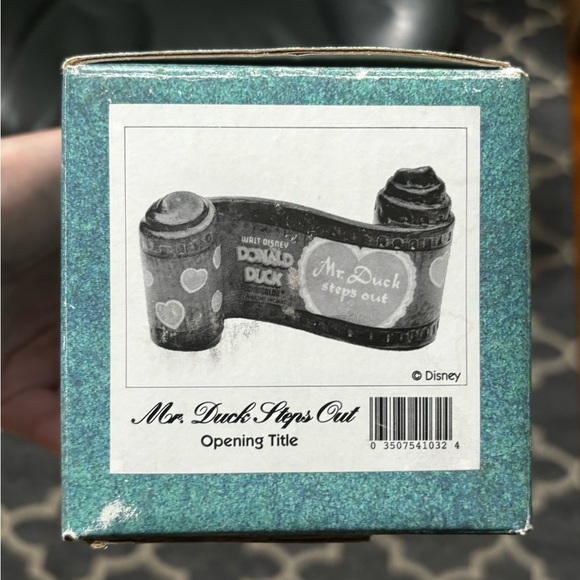 WALT DISNEY
DONALD
DUCK
Mr. Duck
steps out
© Disney
Mr. Duck Steps Out
Opening Title
0 3507541032 4